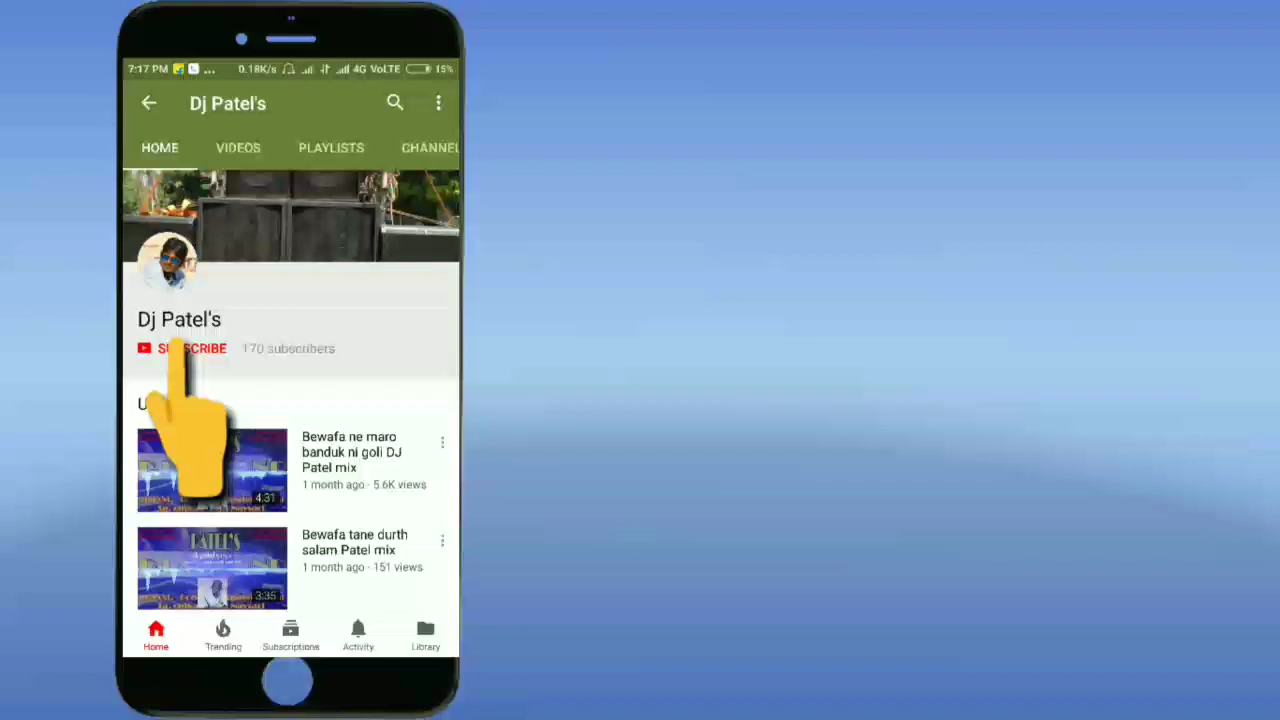 7:17 PM ... 0.18K/s 4G VoLTE 15%
Dj Patel's
HOME VIDEOS PLAYLISTS CHANNEL
Dj Patel's
SUBSCRIBE 170 subscribers
Bewafa ne maro
banduk ni goli DJ
Patel mix
1 month ago · 5.6K views
4:31
PATEL'S
Bewafa tane durth
salam Patel mix
1 month ago · 151 views
3:35
Home Trending Subscriptions Activity Library